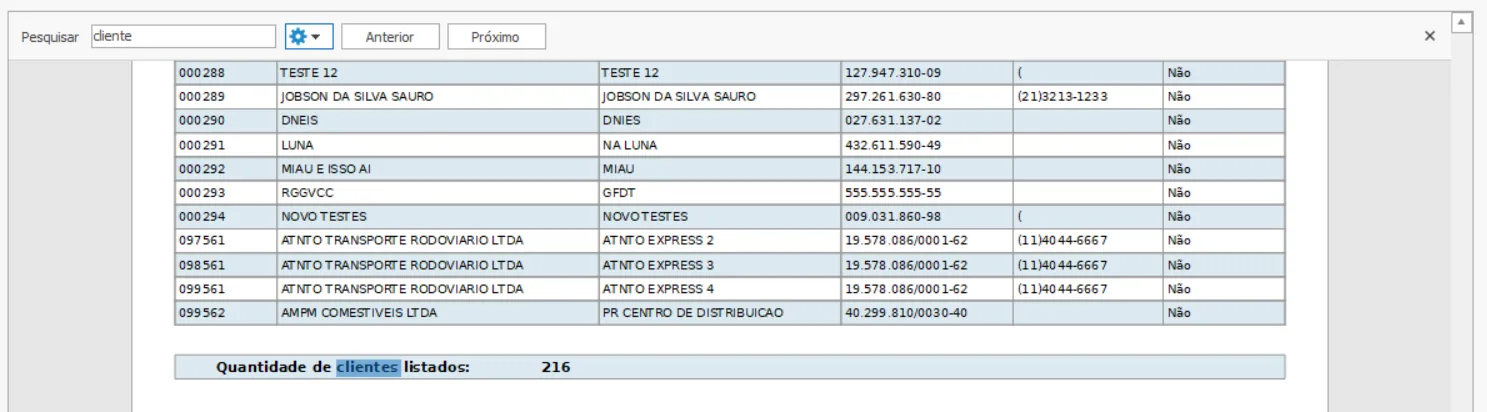 Pesquisar cliente Anterior Próximo
000288 TESTE 12 TESTE 12 127.947.310-09 ( Não
000289 JOBSON DA SILVA SAURO JOBSON DA SILVA SAURO 297.261.630-80 (21)3213-1233 Não
000290 DNEIS DNIES 027.631.137-02 Não
000291 LUNA NA LUNA 432.611.590-49 Não
000292 MIAU E ISSO AI MIAU 144.153.717-10 Não
000293 RGGVCC GFDT 555.555.555-55 Não
000294 NOVO TESTES NOVO TESTES 009.031.860-98 ( Não
097561 ATNTO TRANSPORTE RODOVIARIO LTDA ATNTO EXPRESS 2 19.578.086/0001-62 (11)4044-6667 Não
098561 ATNTO TRANSPORTE RODOVIARIO LTDA ATNTO EXPRESS 3 19.578.086/0001-62 (11)4044-6667 Não
099561 ATNTO TRANSPORTE RODOVIARIO LTDA ATNTO EXPRESS 4 19.578.086/0001-62 (11)4044-6667 Não
099562 AMPM COMESTIVEIS LTDA PR CENTRO DE DISTRIBUICAO 40.299.810/0030-40 Não
Quantidade de clientes listados: 216